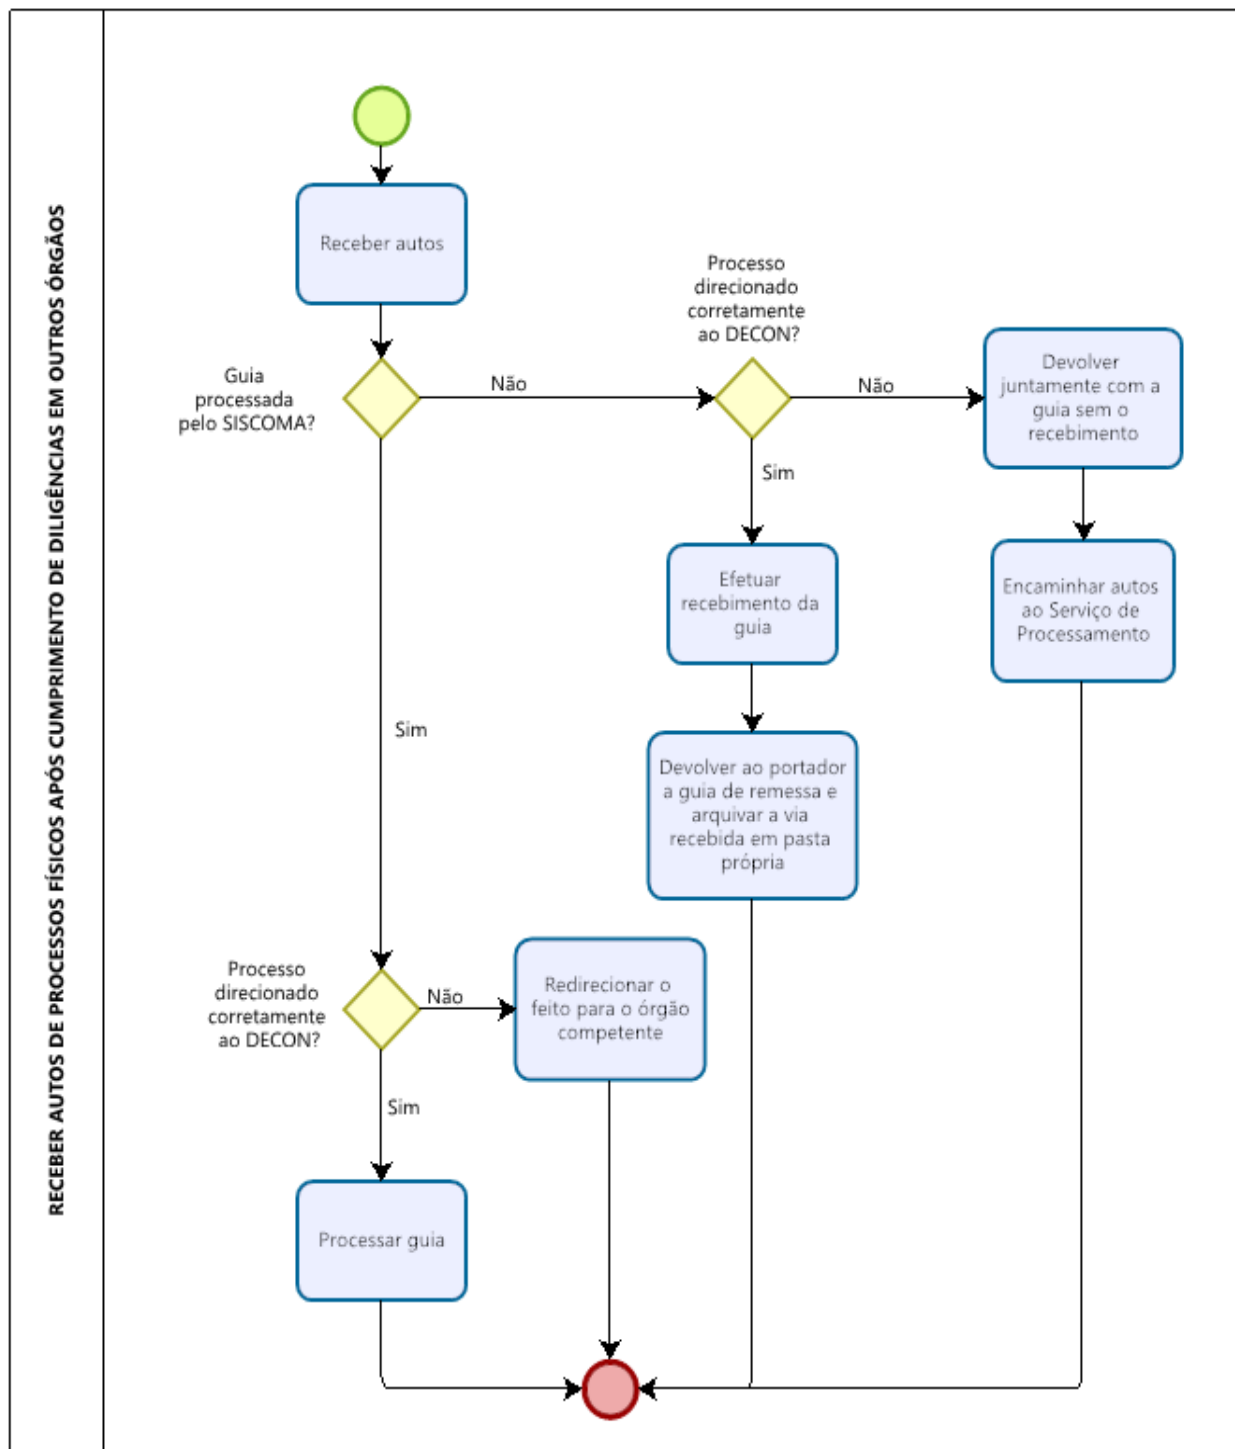 RECEBER AUTOS DE PROCESSOS FÍSICOS APÓS CUMPRIMENTO DE DILIGÊNCIAS EM OUTROS ÓRGÃOS
Receber autos
Guia
processada
pelo SISCOMA?
Não
Processo
direcionado
corretamente
ao DECON?
Não
Devolver
juntamente com a
guia sem o
recebimento
Sim
Efetuar
recebimento da
guia
Encaminhar autos
ao Serviço de
Processamento
Sim
Devolver ao portador
a guia de remessa e
arquivar a via
recebida em pasta
própria
Processo
direcionado
corretamente
ao DECON?
Não
Redirecionar o
feito para o órgão
competente
Sim
Processar guia